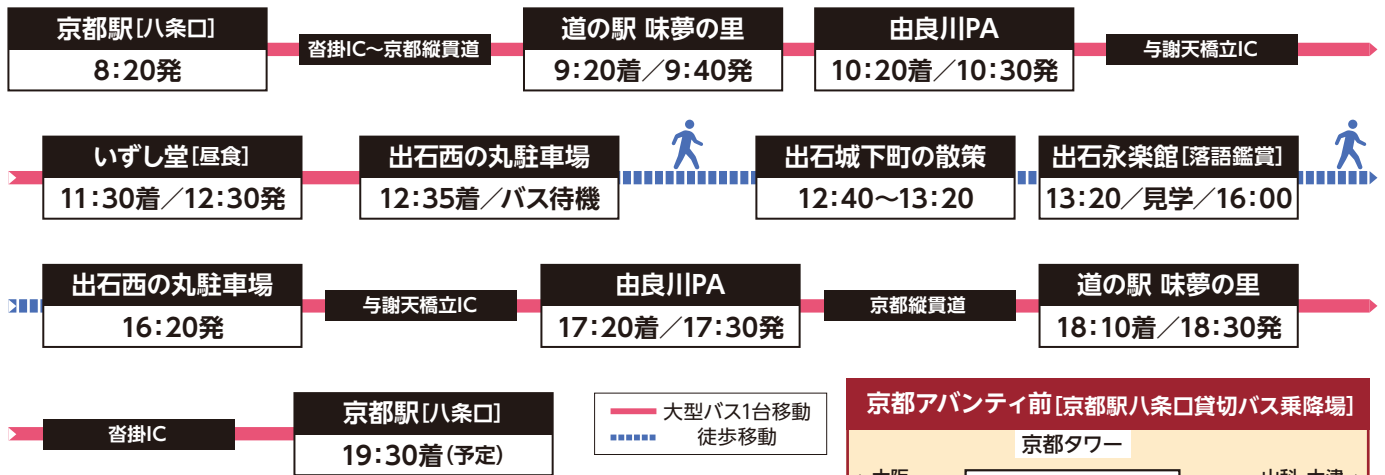 京都駅[八条口]
8:20発
沓掛IC～京都縦貫道
道の駅 味夢の里
9:20着／9:40発
由良川PA
10:20着／10:30発
与謝天橋立IC
いずし堂[昼食]
11:30着／12:30発
出石西の丸駐車場
12:35着／バス待機
出石城下町の散策
12:40～13:20
出石永楽館[落語鑑賞]
13:20／見学／16:00
出石西の丸駐車場
16:20発
与謝天橋立IC
由良川PA
17:20着／17:30発
京都縦貫道
道の駅 味夢の里
18:10着／18:30発
沓掛IC
京都駅[八条口]
19:30着(予定)
大型バス1台移動
徒歩移動
京都アバンティ前[京都駅八条口貸切バス乗降場]
京都タワー
大阪
山科・大津